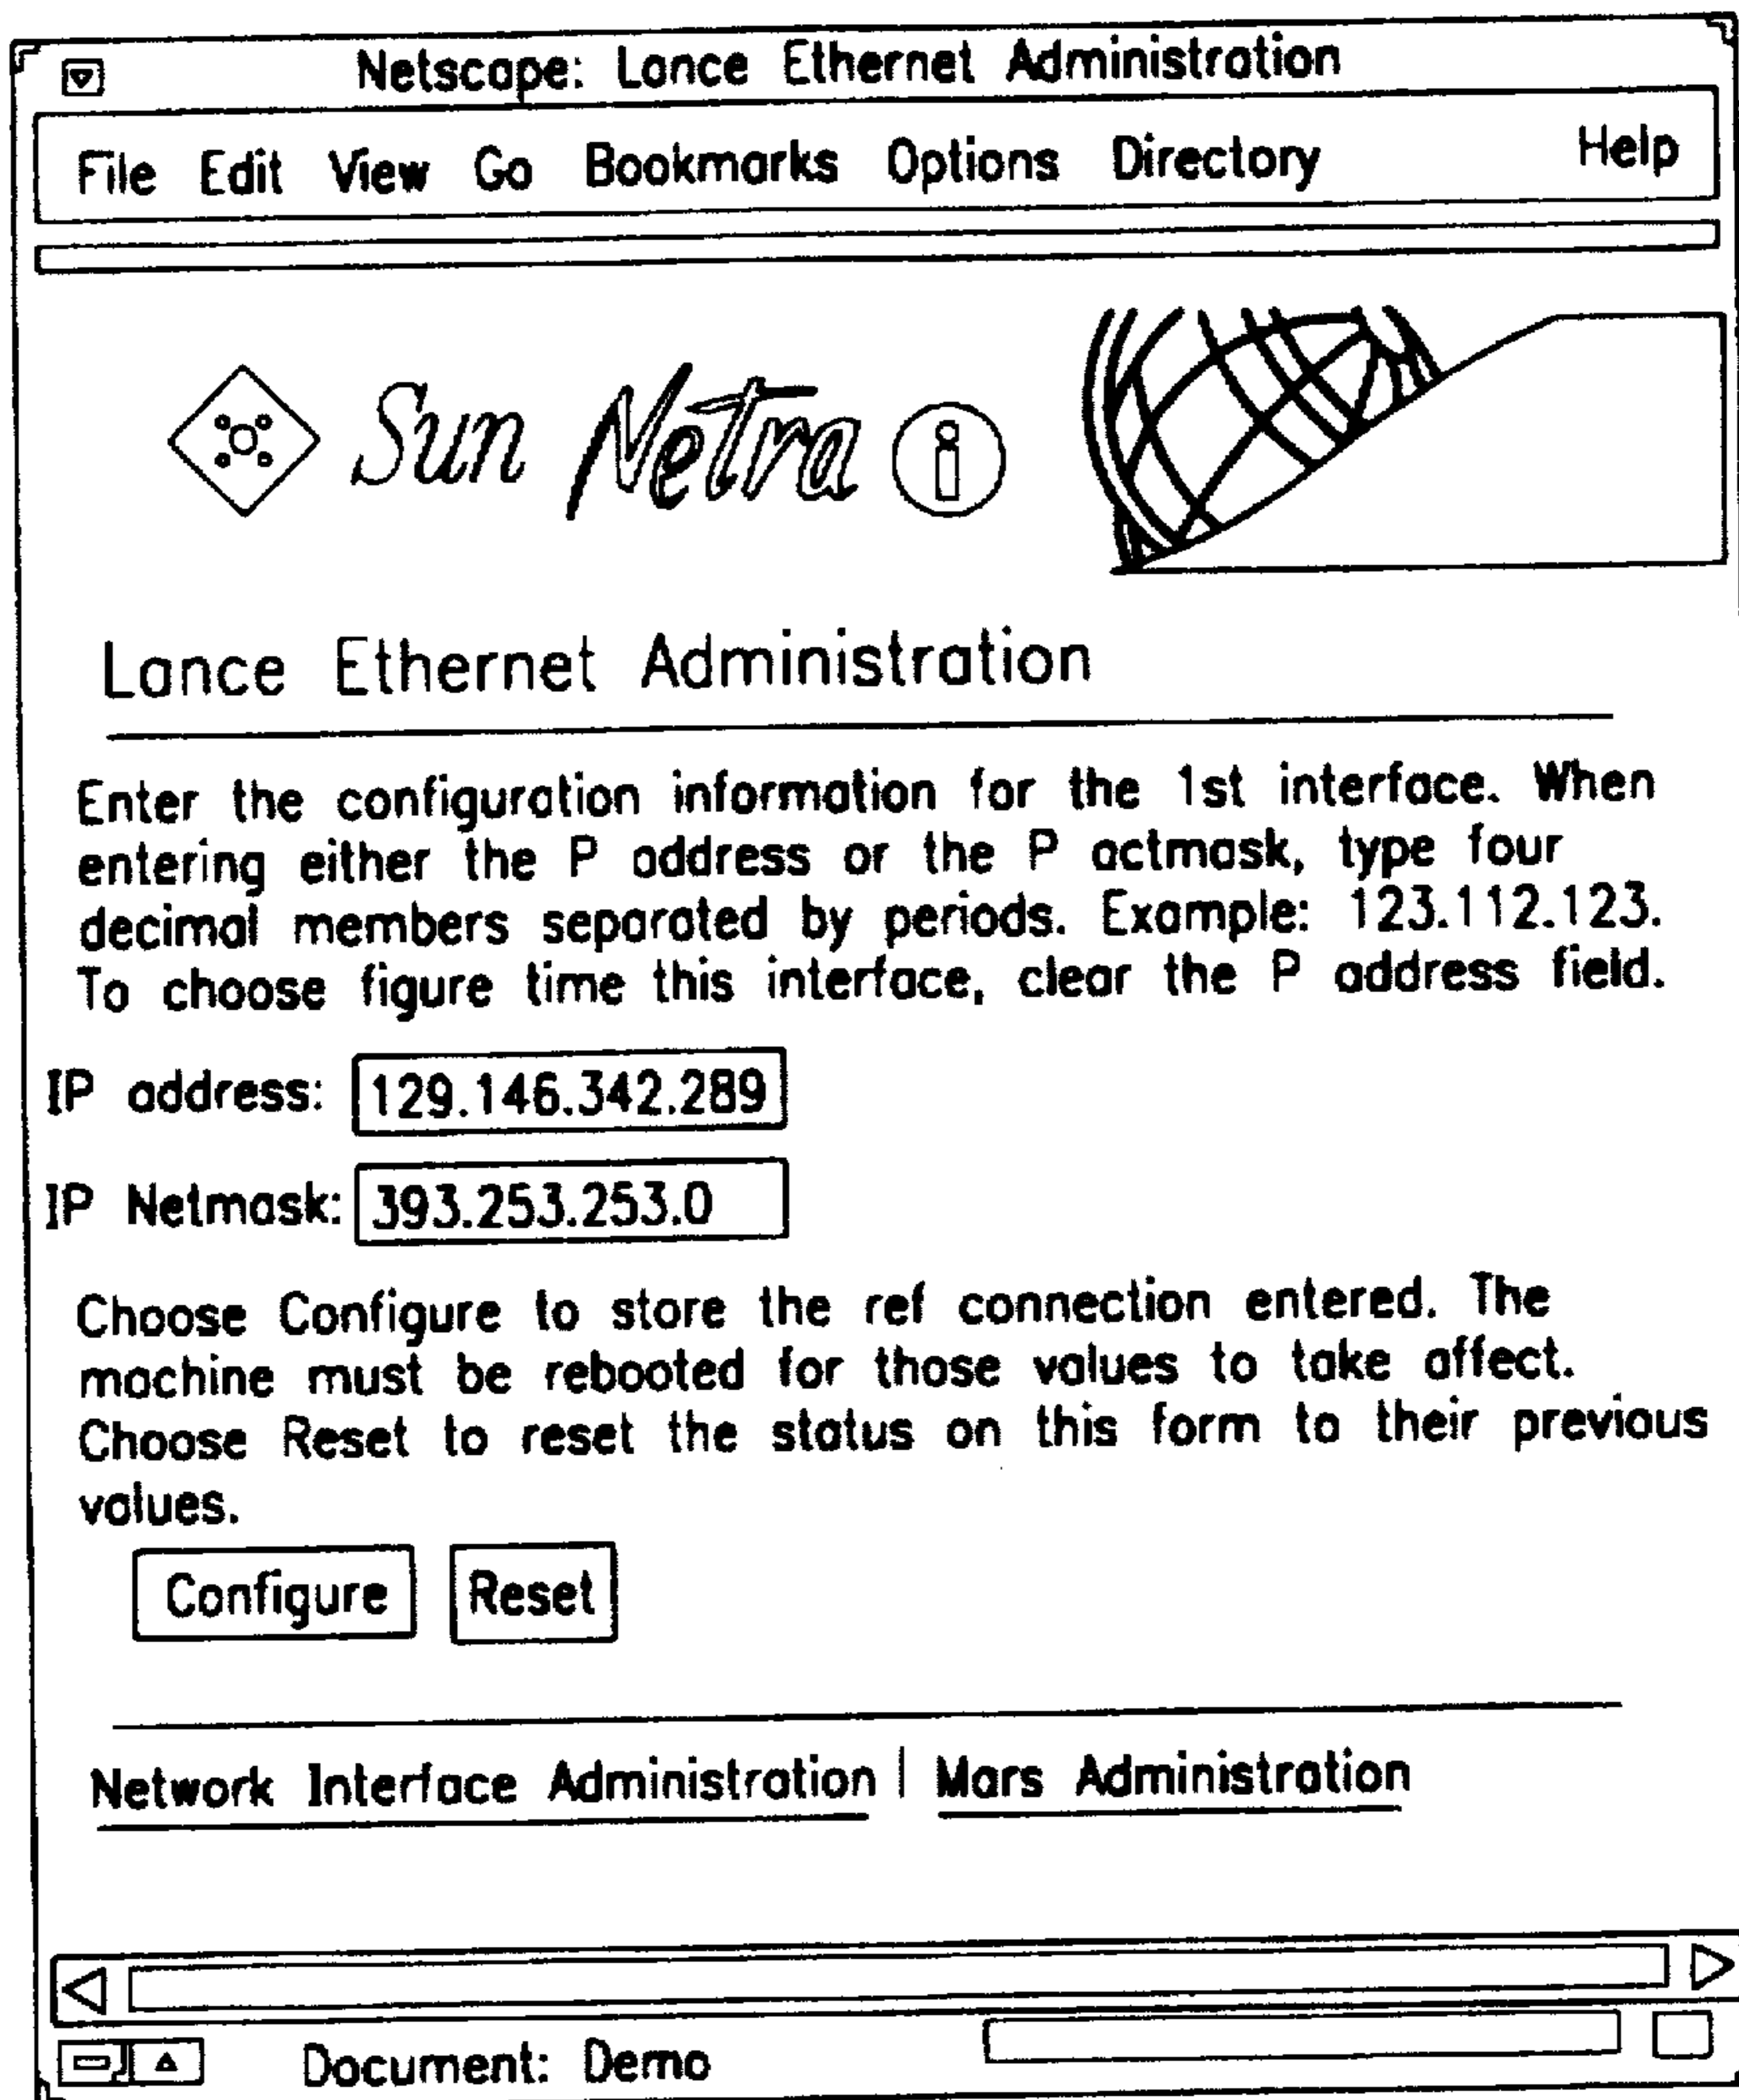 Netscape: Lance Ethernet Administration
File Edit View Go Bookmarks Options Directory Help
Sun Netra i
Lance Ethernet Administration
Enter the configuration information for the 1st interface. When
entering either the P address or the P actmask, type four
decimal members separated by periods. Example: 123.112.123.
To choose figure time this interface, clear the P address field.
IP address: 129.146.342.289
IP Netmask: 393.253.253.0
Choose Configure to store the ref connection entered. The
machine must be rebooted for those values to take affect.
Choose Reset to reset the status on this form to their previous
values.
Configure Reset
Network Interface Administration | Mars Administration
Document: Demo